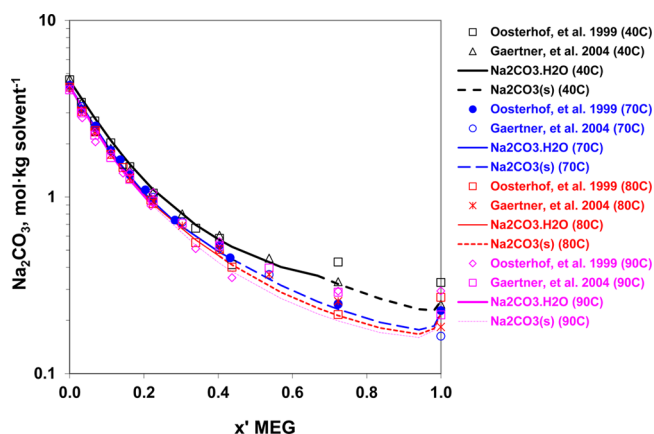 10
1
0.1
Na2CO3, mol·kg solvent-1
0.0
0.2
0.4
0.6
0.8
1.0
x' MEG
Oosterhof, et al. 1999 (40C)
Gaertner, et al. 2004 (40C)
Na2CO3.H2O (40C)
Na2CO3(s) (40C)
Oosterhof, et al. 1999 (70C)
Gaertner, et al. 2004 (70C)
Na2CO3.H2O (70C)
Na2CO3(s) (70C)
Oosterhof, et al. 1999 (80C)
Gaertner, et al. 2004 (80C)
Na2CO3.H2O (80C)
Na2CO3(s) (80C)
Oosterhof, et al. 1999 (90C)
Gaertner, et al. 2004 (90C)
Na2CO3.H2O (90C)
Na2CO3(s) (90C)